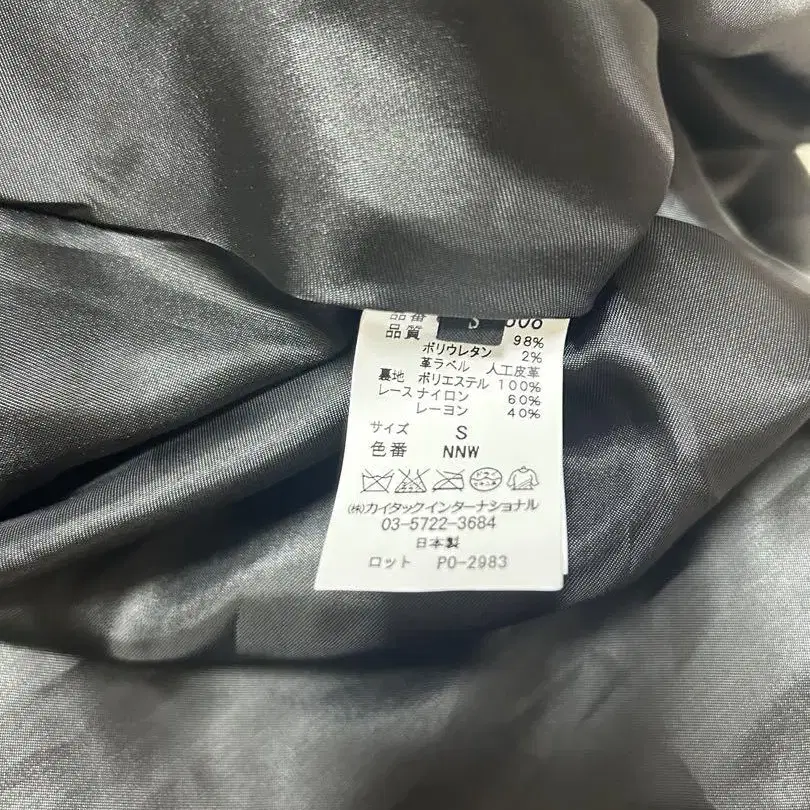 品番
品質 98%
ポリウレタン 2%
革ラベル 人工皮革
裏地 ポリエステル 100%
レース ナイロン 60%
レーヨン 40%
サイズ S
色番 NNW
㈱カイタックインターナショナル
03-5722-3684
日本製
ロット PO-2983